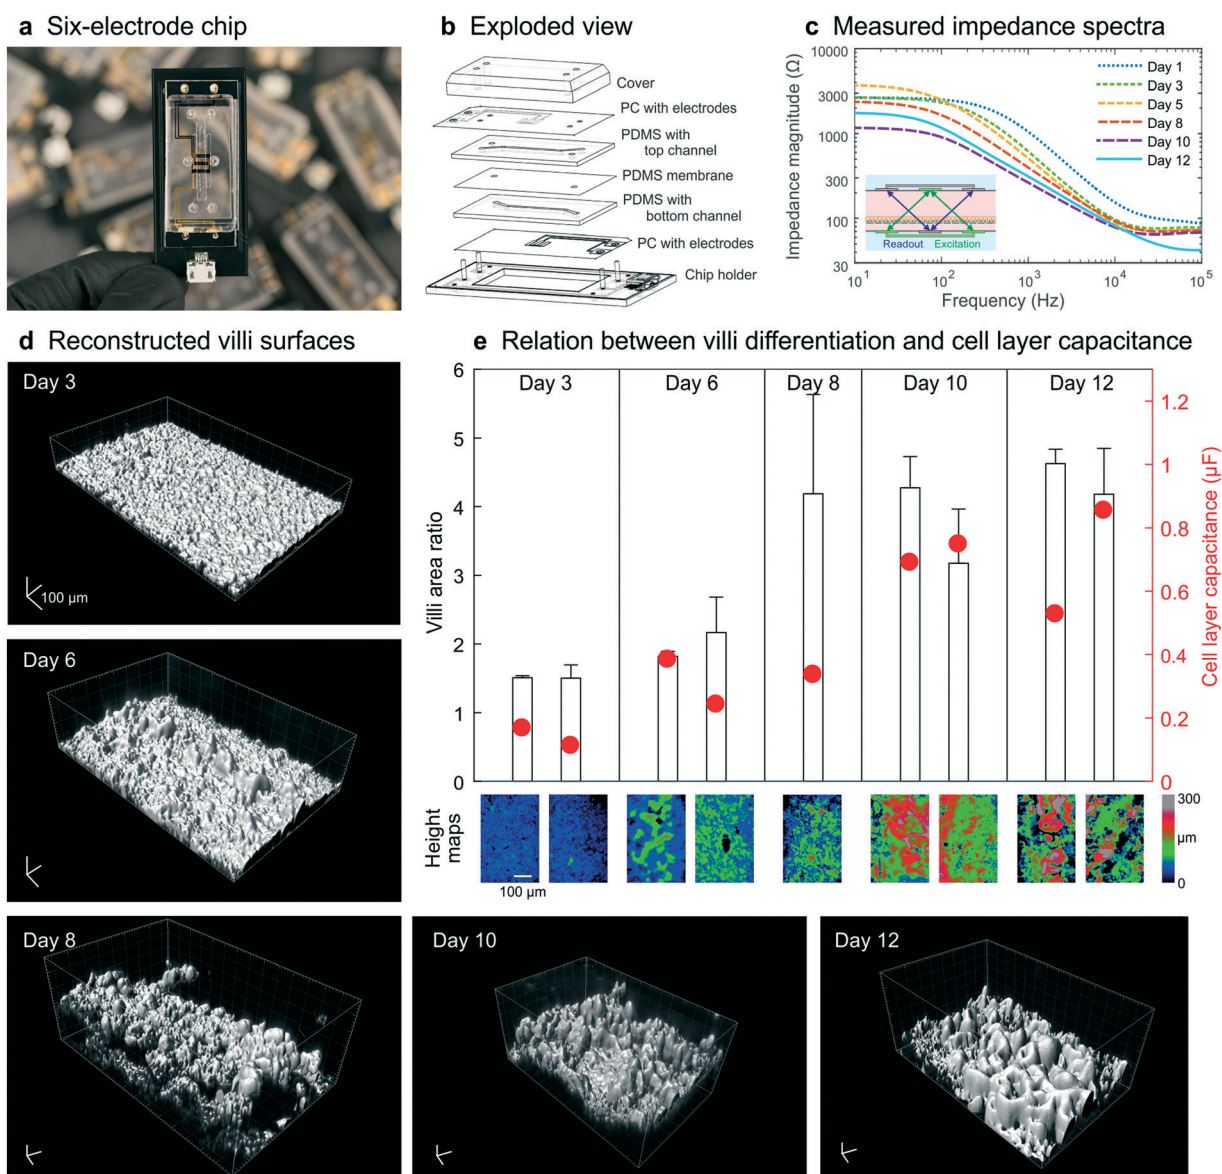 a Six-electrode chip
b Exploded view
Cover
PC with electrodes
PDMS with
top channel
PDMS membrane
PDMS with
bottom channel
PC with electrodes
Chip holder
c Measured impedance spectra
Impedance magnitude (Ω)
10000
3000
1000
300
100
30
Day 1
Day 3
Day 5
Day 8
Day 10
Day 12
Readout Excitation
10¹ 10² 10³ 10⁴ 10⁵
Frequency (Hz)
d Reconstructed villi surfaces
Day 3
100 µm
Day 6
Day 8
Day 10
Day 12
e Relation between villi differentiation and cell layer capacitance
Day 3 Day 6 Day 8 Day 10 Day 12
Villi area ratio
6
5
4
3
2
1
0
Cell layer capacitance (µF)
1.2
1
0.8
0.6
0.4
0.2
0
Height
maps
100 µm
300
µm
0